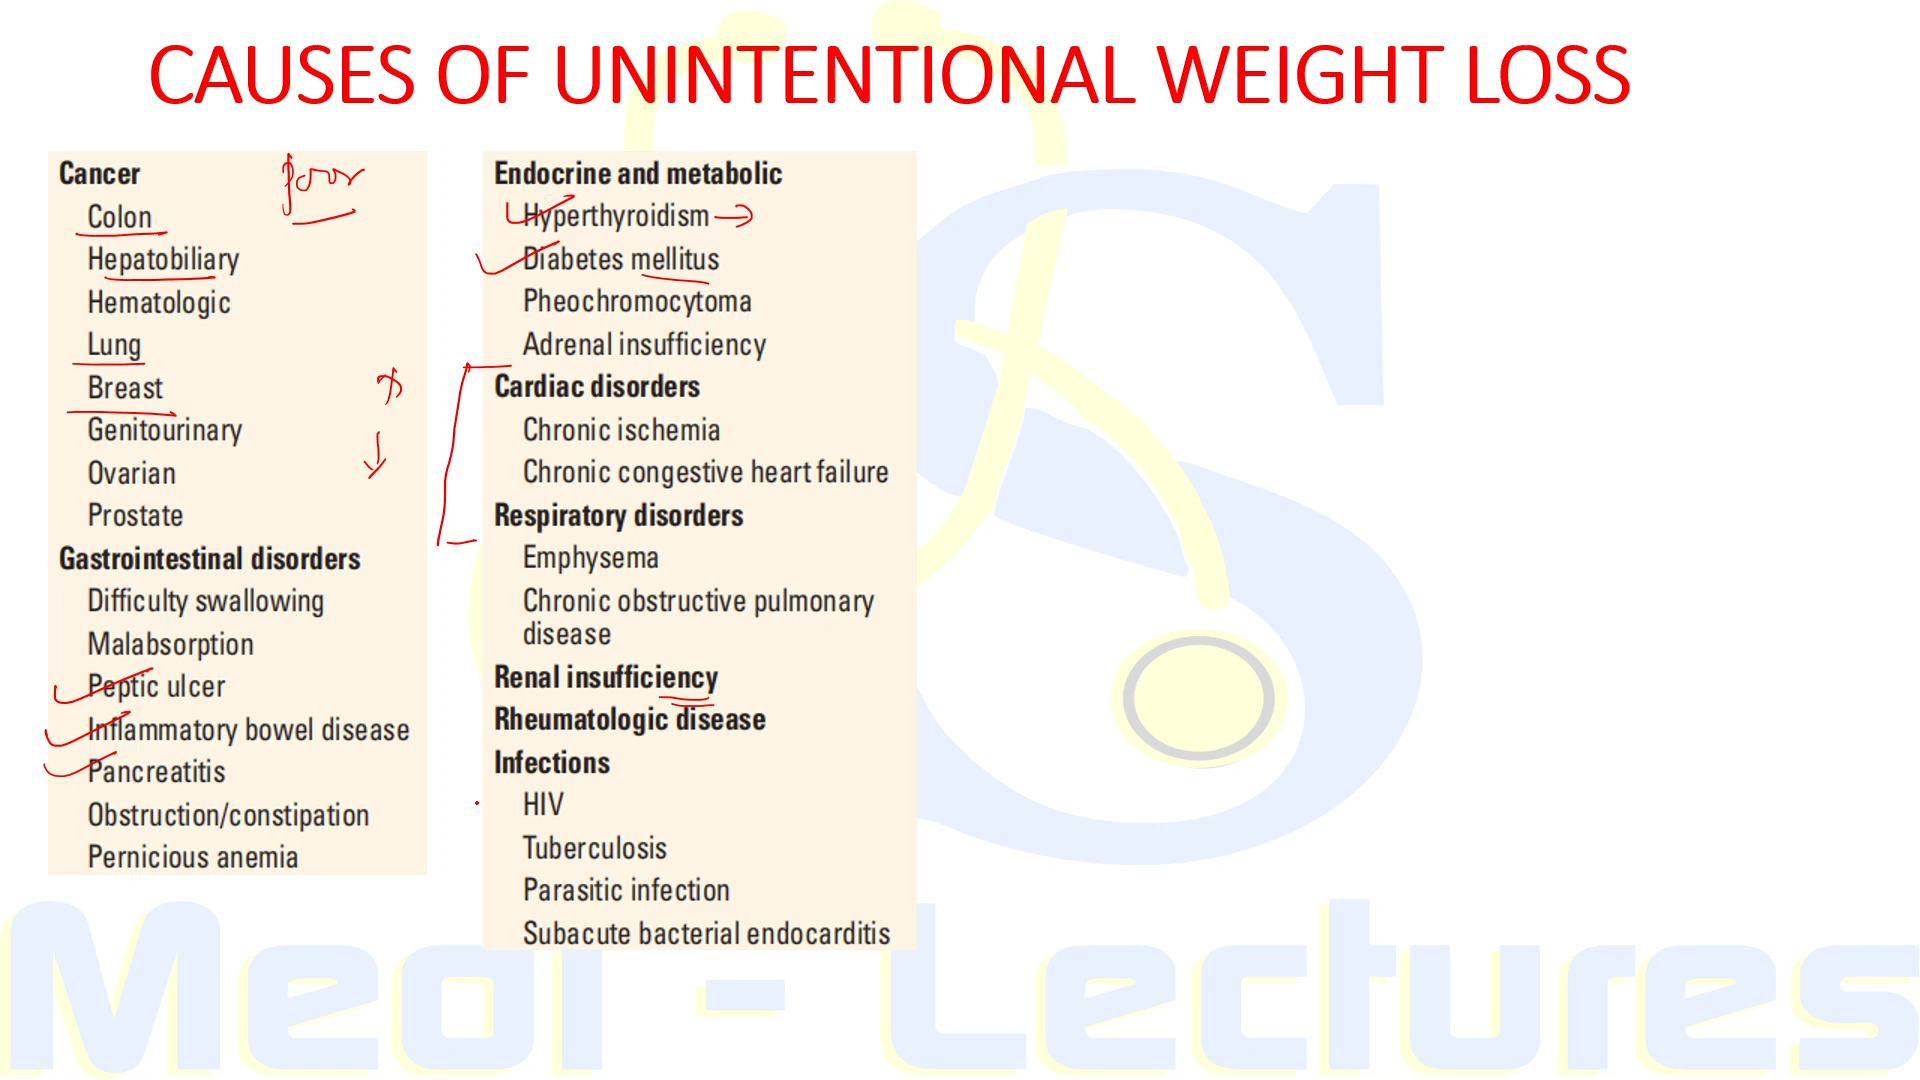 CAUSES OF UNINTENTIONAL WEIGHT LOSS
Cancer
Colon
Hepatobiliary
Hematologic
Lung
Breast
Genitourinary
Ovarian
Prostate
Gastrointestinal disorders
Difficulty swallowing
Malabsorption
Peptic ulcer
Inflammatory bowel disease
Pancreatitis
Obstruction/constipation
Pernicious anemia
Endocrine and metabolic
Hyperthyroidism
Diabetes mellitus
Pheochromocytoma
Adrenal insufficiency
Cardiac disorders
Chronic ischemia
Chronic congestive heart failure
Respiratory disorders
Emphysema
Chronic obstructive pulmonary
disease
Renal insufficiency
Rheumatologic disease
Infections
HIV
Tuberculosis
Parasitic infection
Subacute bacterial endocarditis
Medi - Lectures